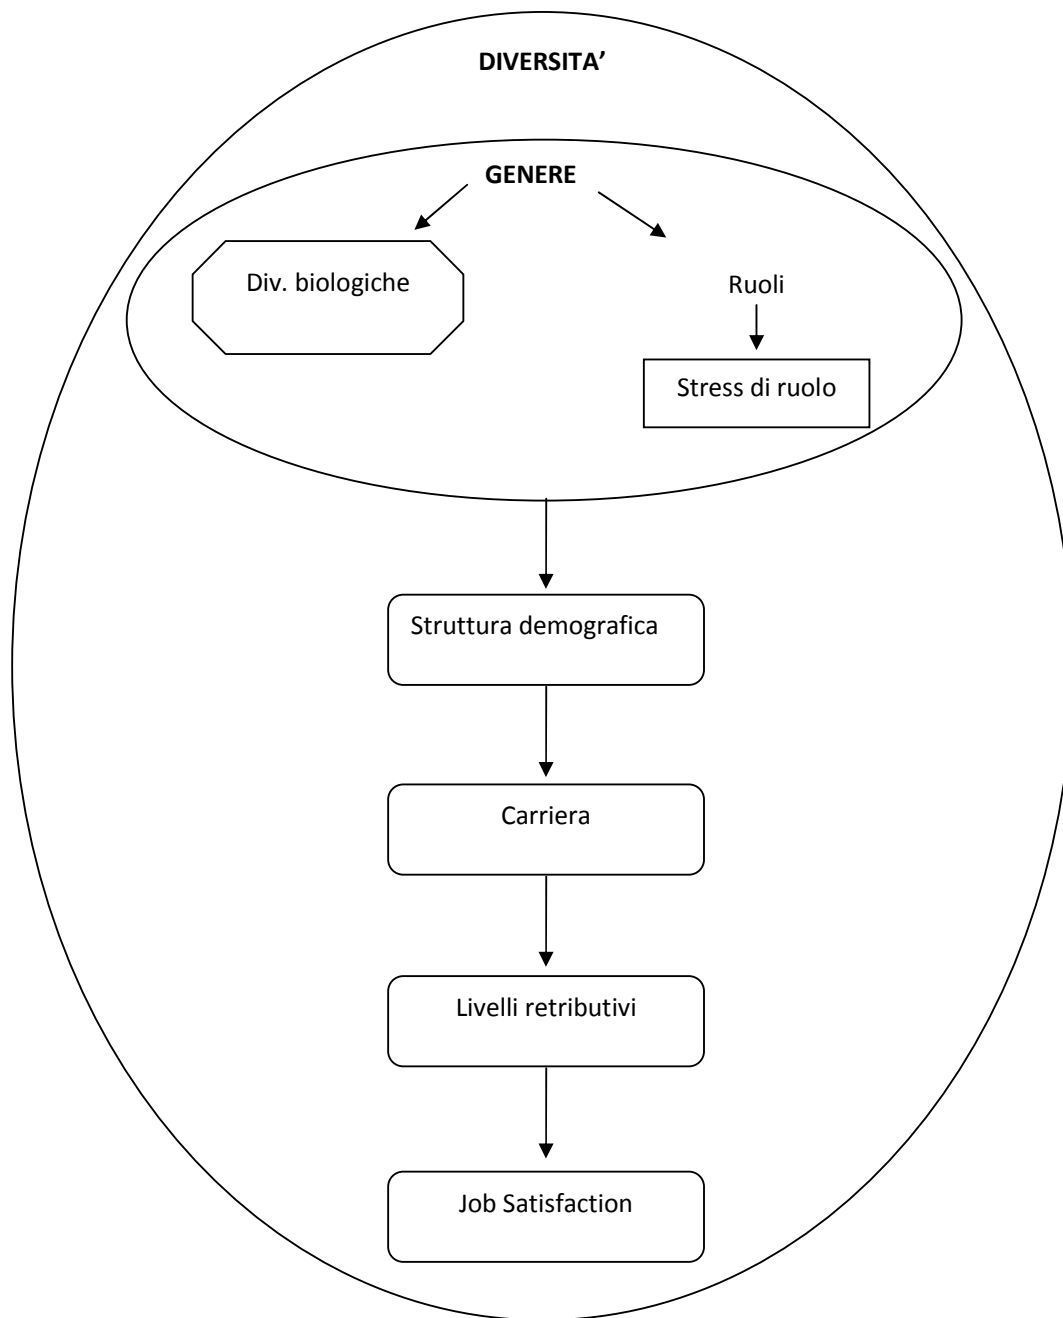 DIVERSITA’
GENERE
Div. biologiche
Ruoli
Stress di ruolo
Struttura demografica
Carriera
Livelli retributivi
Job Satisfaction